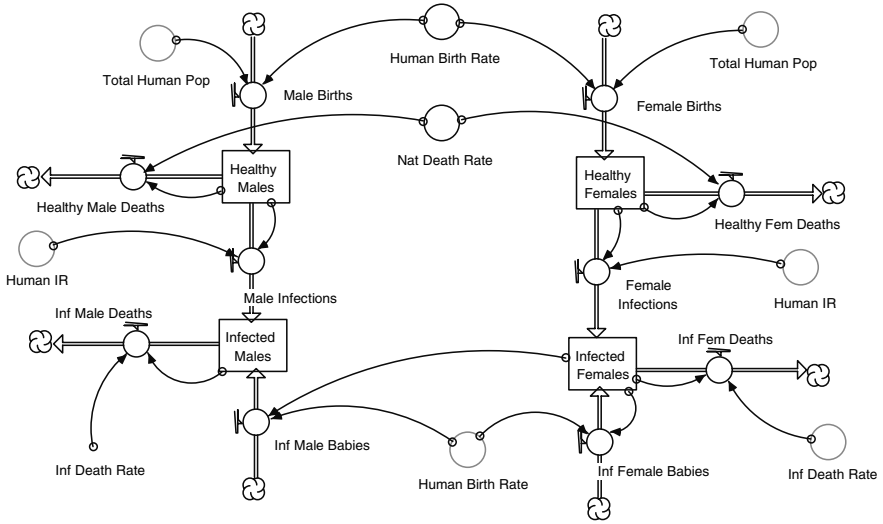 Human Birth Rate
Total Human Pop
Total Human Pop
Male Births
Female Births
Nat Death Rate
Healthy
Males
Healthy
Females
Healthy Male Deaths
Healthy Fem Deaths
Human IR
Male Infections
Female
Infections
Human IR
Inf Male Deaths
Infected
Males
Inf Fem Deaths
Infected
Females
Inf Male Babies
Inf Death Rate
Human Birth Rate
Inf Female Babies
Inf Death Rate